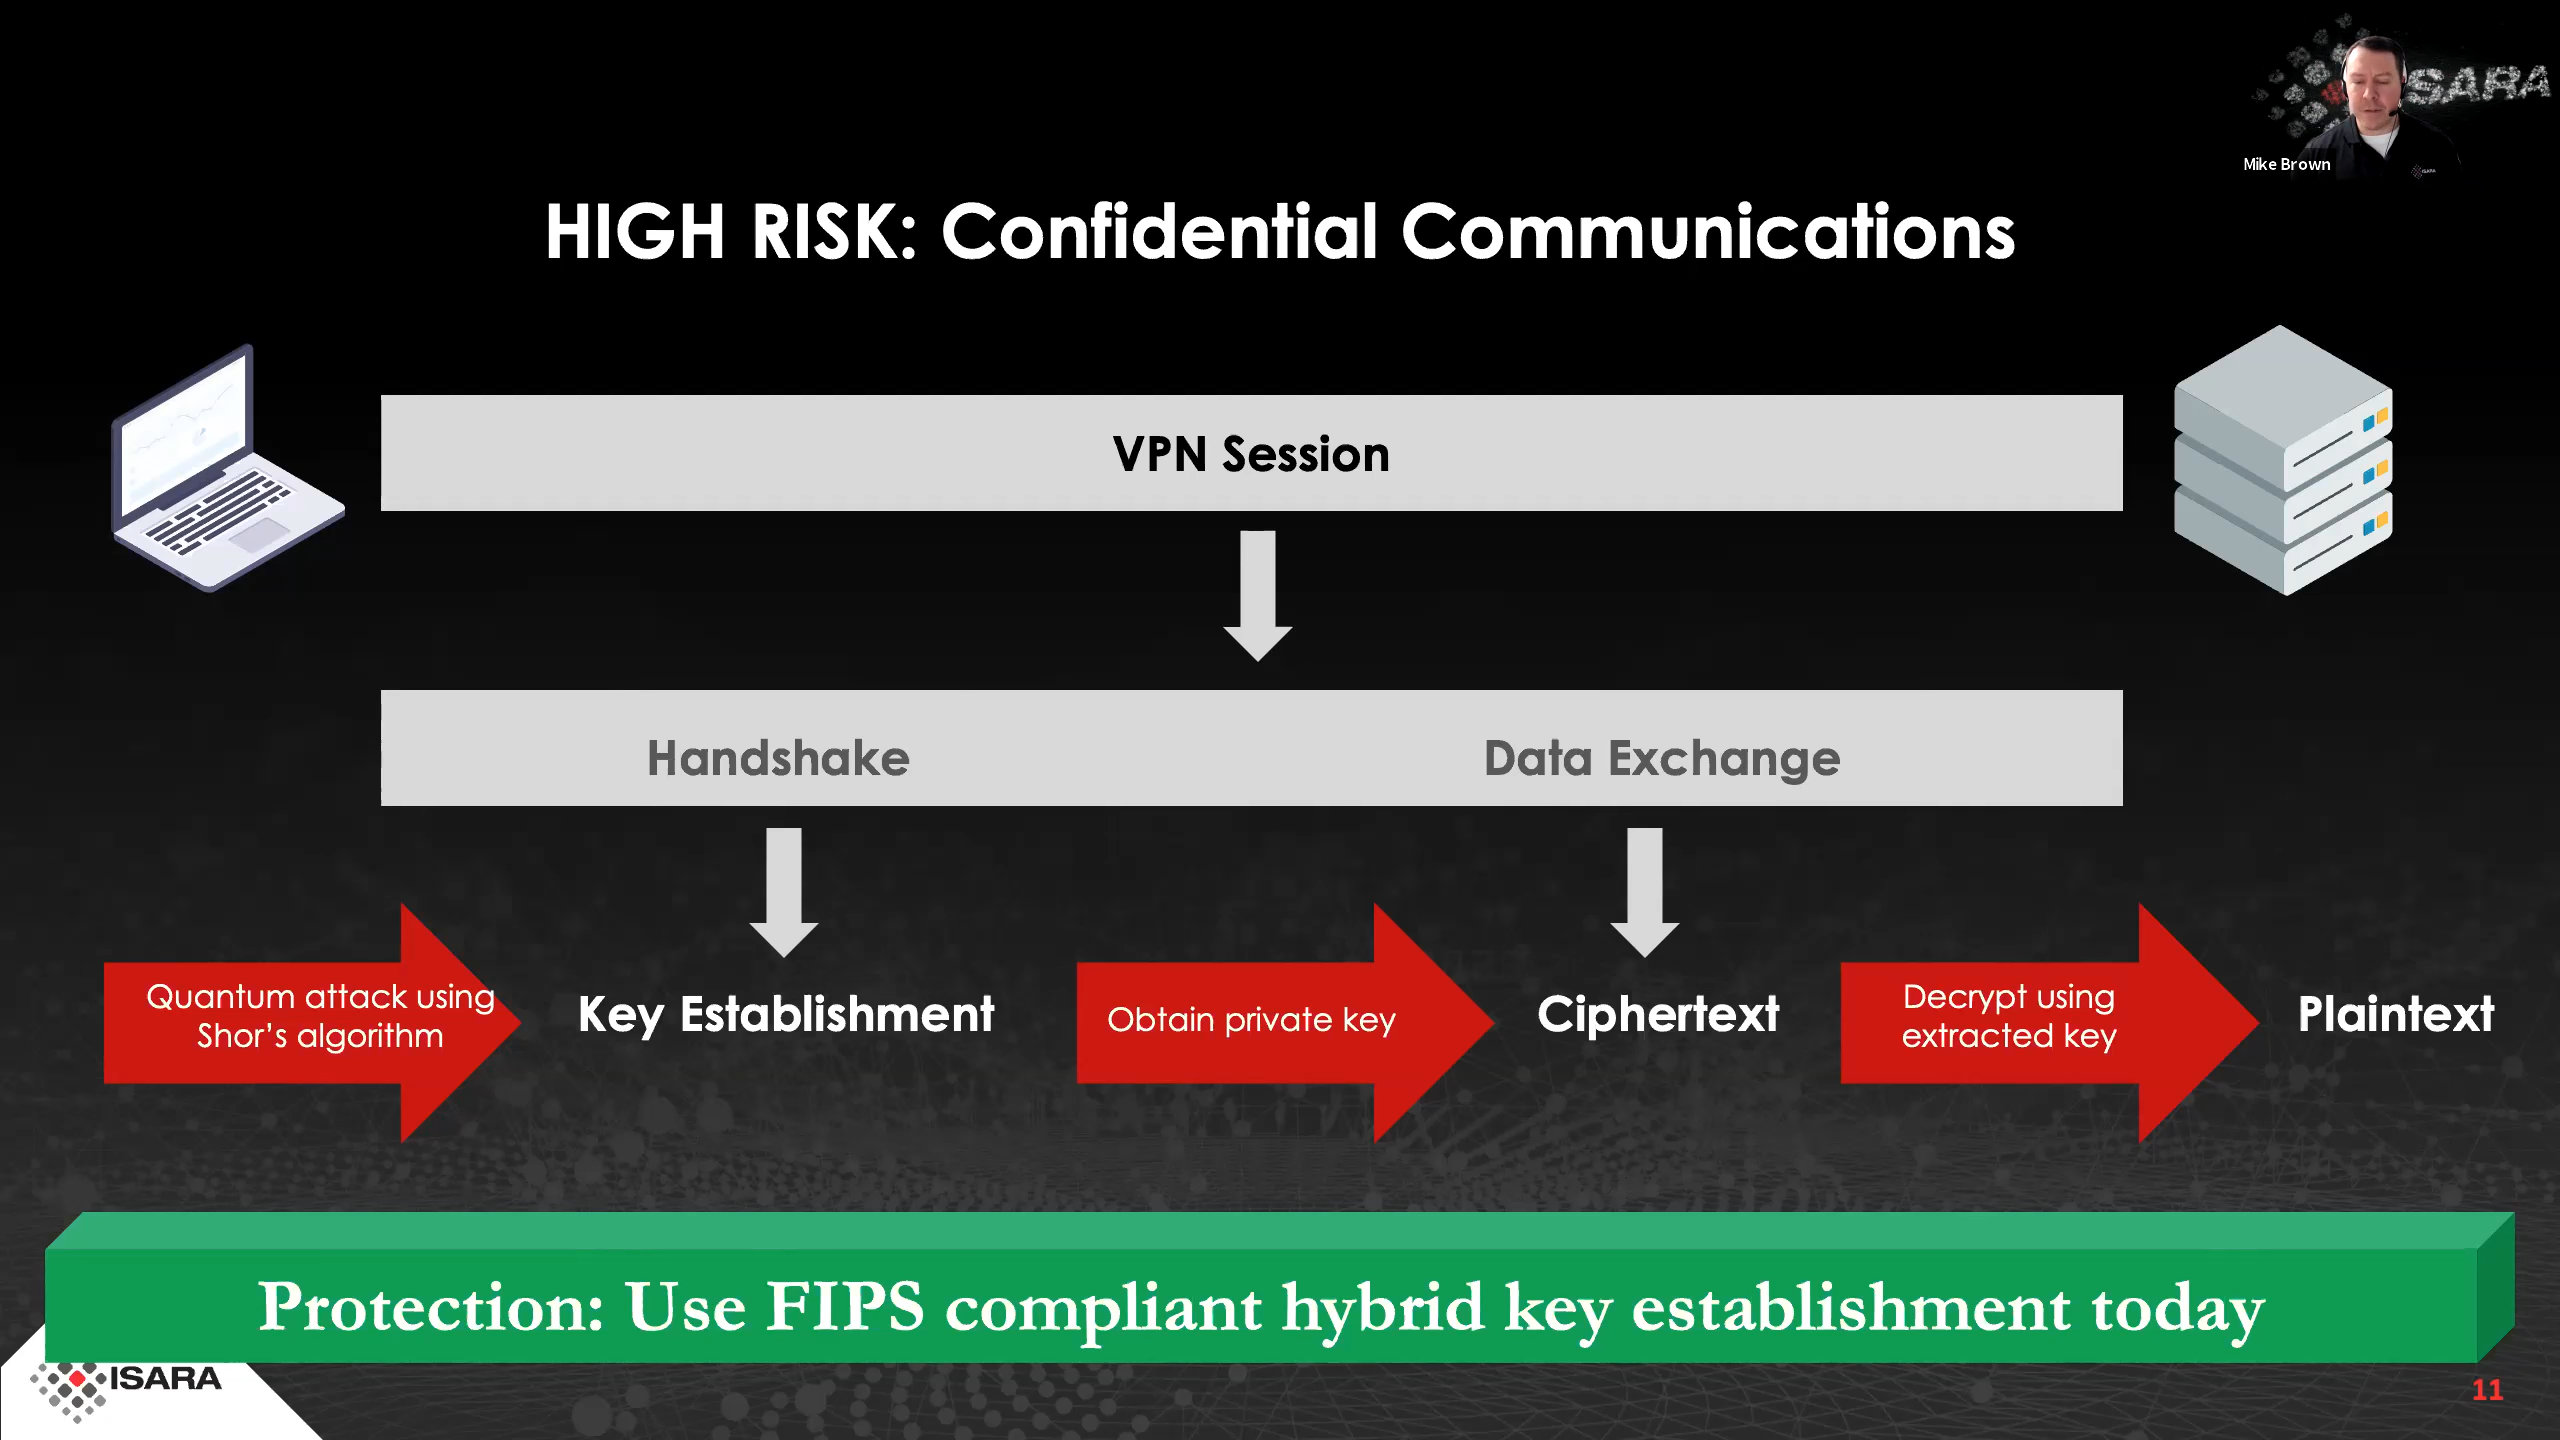 ISARA
Mike Brown
HIGH RISK: Confidential Communications
VPN Session
Handshake
Data Exchange
Quantum attack using
Shor's algorithm
Key Establishment
Obtain private key
Ciphertext
Decrypt using
extracted key
Plaintext
Protection: Use FIPS compliant hybrid key establishment today
ISARA
11